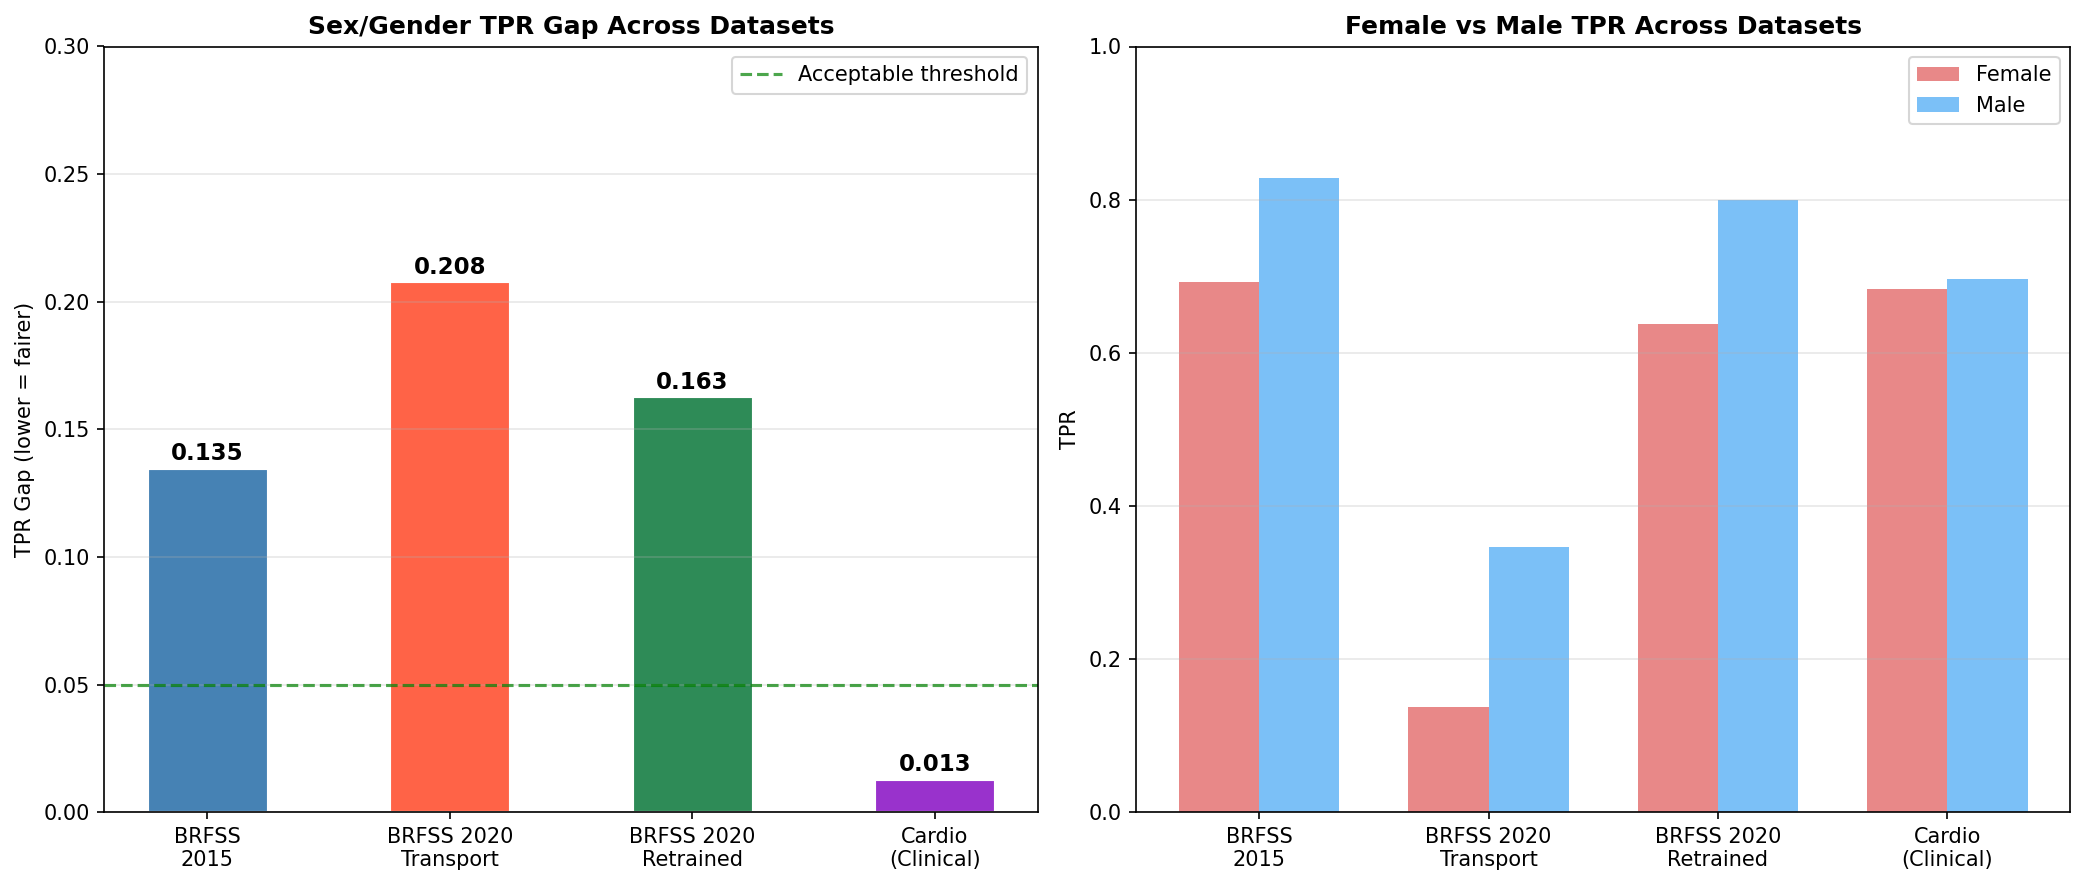 Sex/Gender TPR Gap Across Datasets
TPR Gap (lower = fairer)
0.30
0.25
0.20
0.15
0.10
0.05
0.00
Acceptable threshold
0.135
0.208
0.163
0.013
BRFSS
2015
BRFSS 2020
Transport
BRFSS 2020
Retrained
Cardio
(Clinical)
Female vs Male TPR Across Datasets
TPR
1.0
0.8
0.6
0.4
0.2
0.0
Female
Male
BRFSS
2015
BRFSS 2020
Transport
BRFSS 2020
Retrained
Cardio
(Clinical)